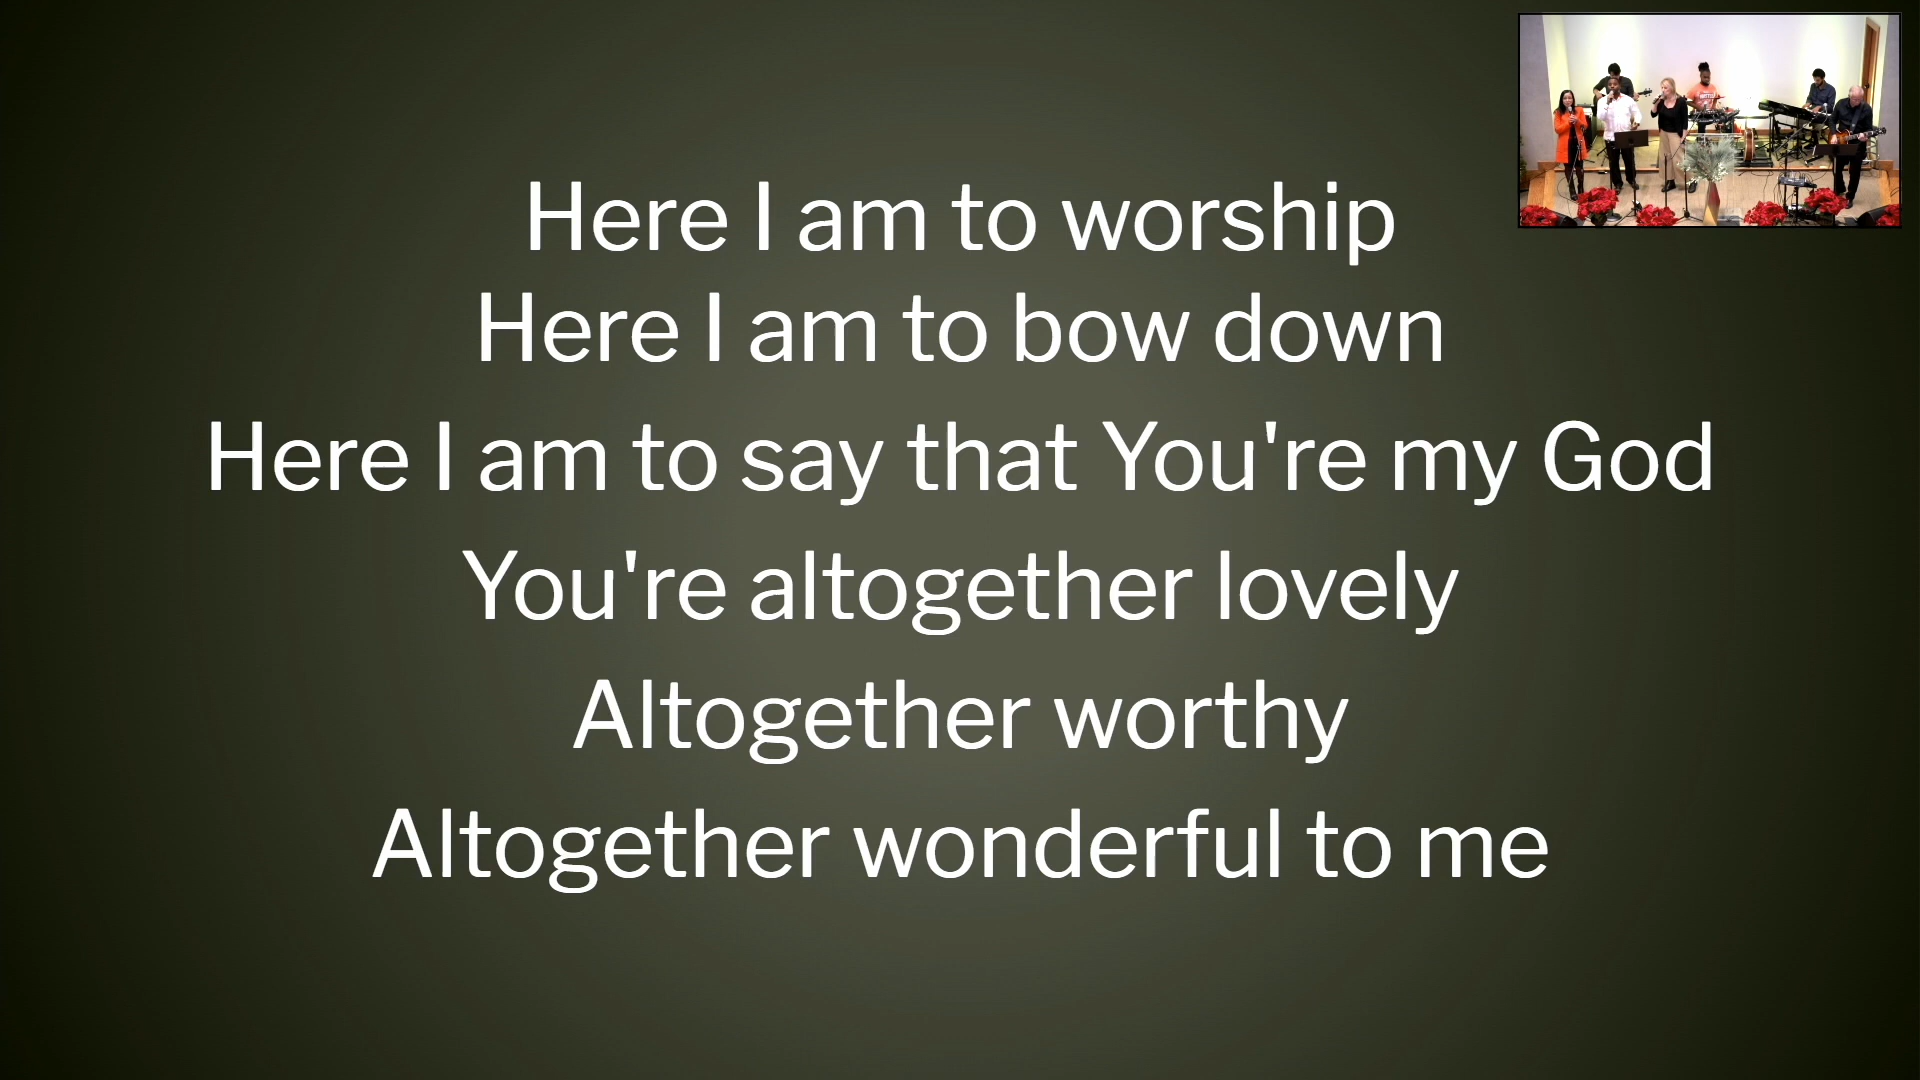 Here I am to worship
Here I am to bow down
Here I am to say that You're my God
You're altogether lovely
Altogether worthy
Altogether wonderful to me